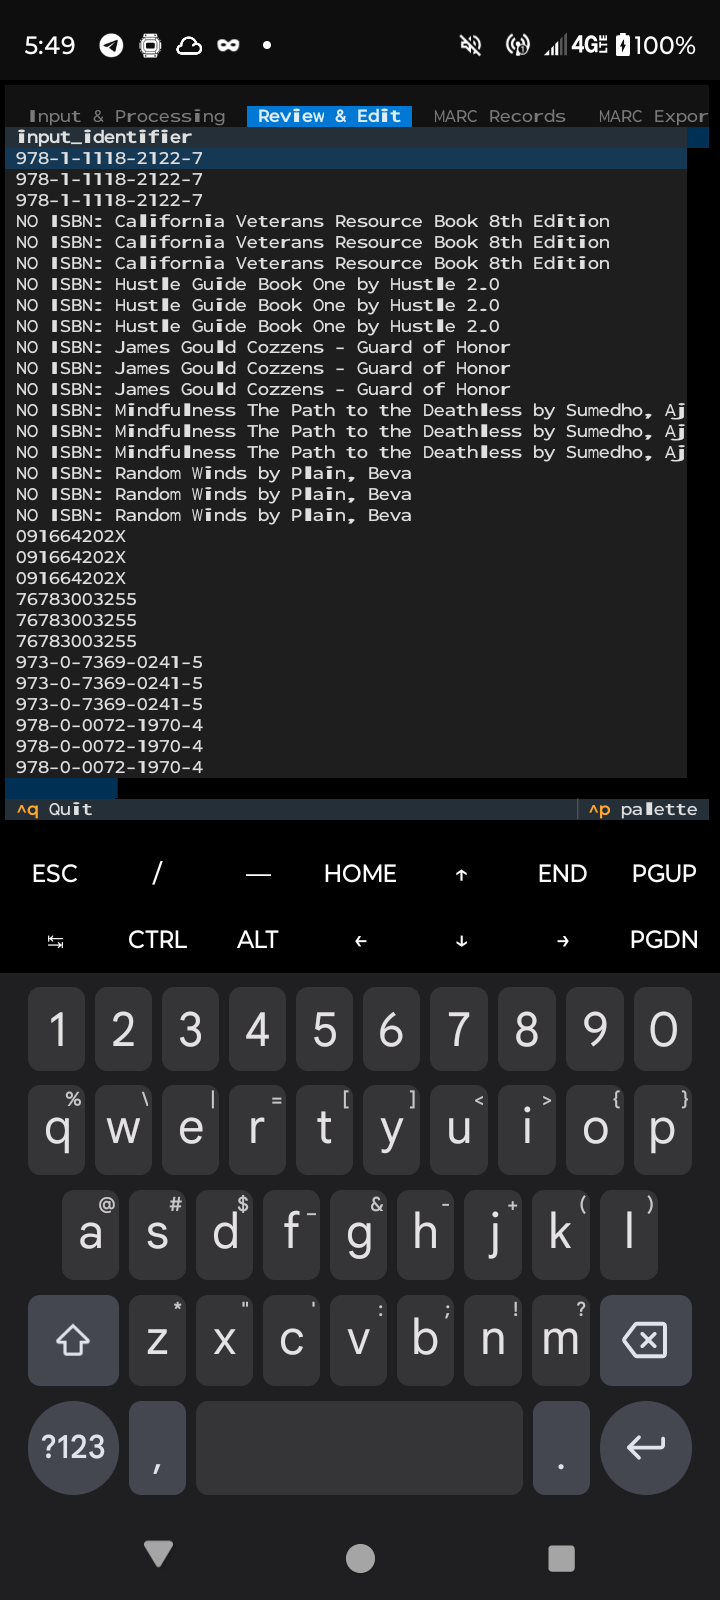 5:49 4G LTE 100%
Input & Processing Review & Edit MARC Records MARC Expor
input_identifier
978-1-1118-2122-7
978-1-1118-2122-7
978-1-1118-2122-7
NO ISBN: California Veterans Resource Book 8th Edition
NO ISBN: California Veterans Resource Book 8th Edition
NO ISBN: California Veterans Resource Book 8th Edition
NO ISBN: Hustle Guide Book One by Hustle 2.0
NO ISBN: Hustle Guide Book One by Hustle 2.0
NO ISBN: Hustle Guide Book One by Hustle 2.0
NO ISBN: James Gould Cozzens - Guard of Honor
NO ISBN: James Gould Cozzens - Guard of Honor
NO ISBN: James Gould Cozzens - Guard of Honor
NO ISBN: Mindfulness The Path to the Deathless by Sumedho, Aj
NO ISBN: Mindfulness The Path to the Deathless by Sumedho, Aj
NO ISBN: Mindfulness The Path to the Deathless by Sumedho, Aj
NO ISBN: Random Winds by Plain, Beva
NO ISBN: Random Winds by Plain, Beva
NO ISBN: Random Winds by Plain, Beva
091664202X
091664202X
091664202X
76783003255
76783003255
76783003255
973-0-7369-0241-5
973-0-7369-0241-5
973-0-7369-0241-5
978-0-0072-1970-4
978-0-0072-1970-4
978-0-0072-1970-4
^q Quit ^p palette
ESC / — HOME ↑ END PGUP
↹ CTRL ALT ← ↓ → PGDN
1 2 3 4 5 6 7 8 9 0
% \ | = [ ] < > { }
q w e r t y u i o p
@ # $ _ & - + ( )
a s d f g h j k l
* " ' : ; ! ?
z x c v b n m
?123 , .